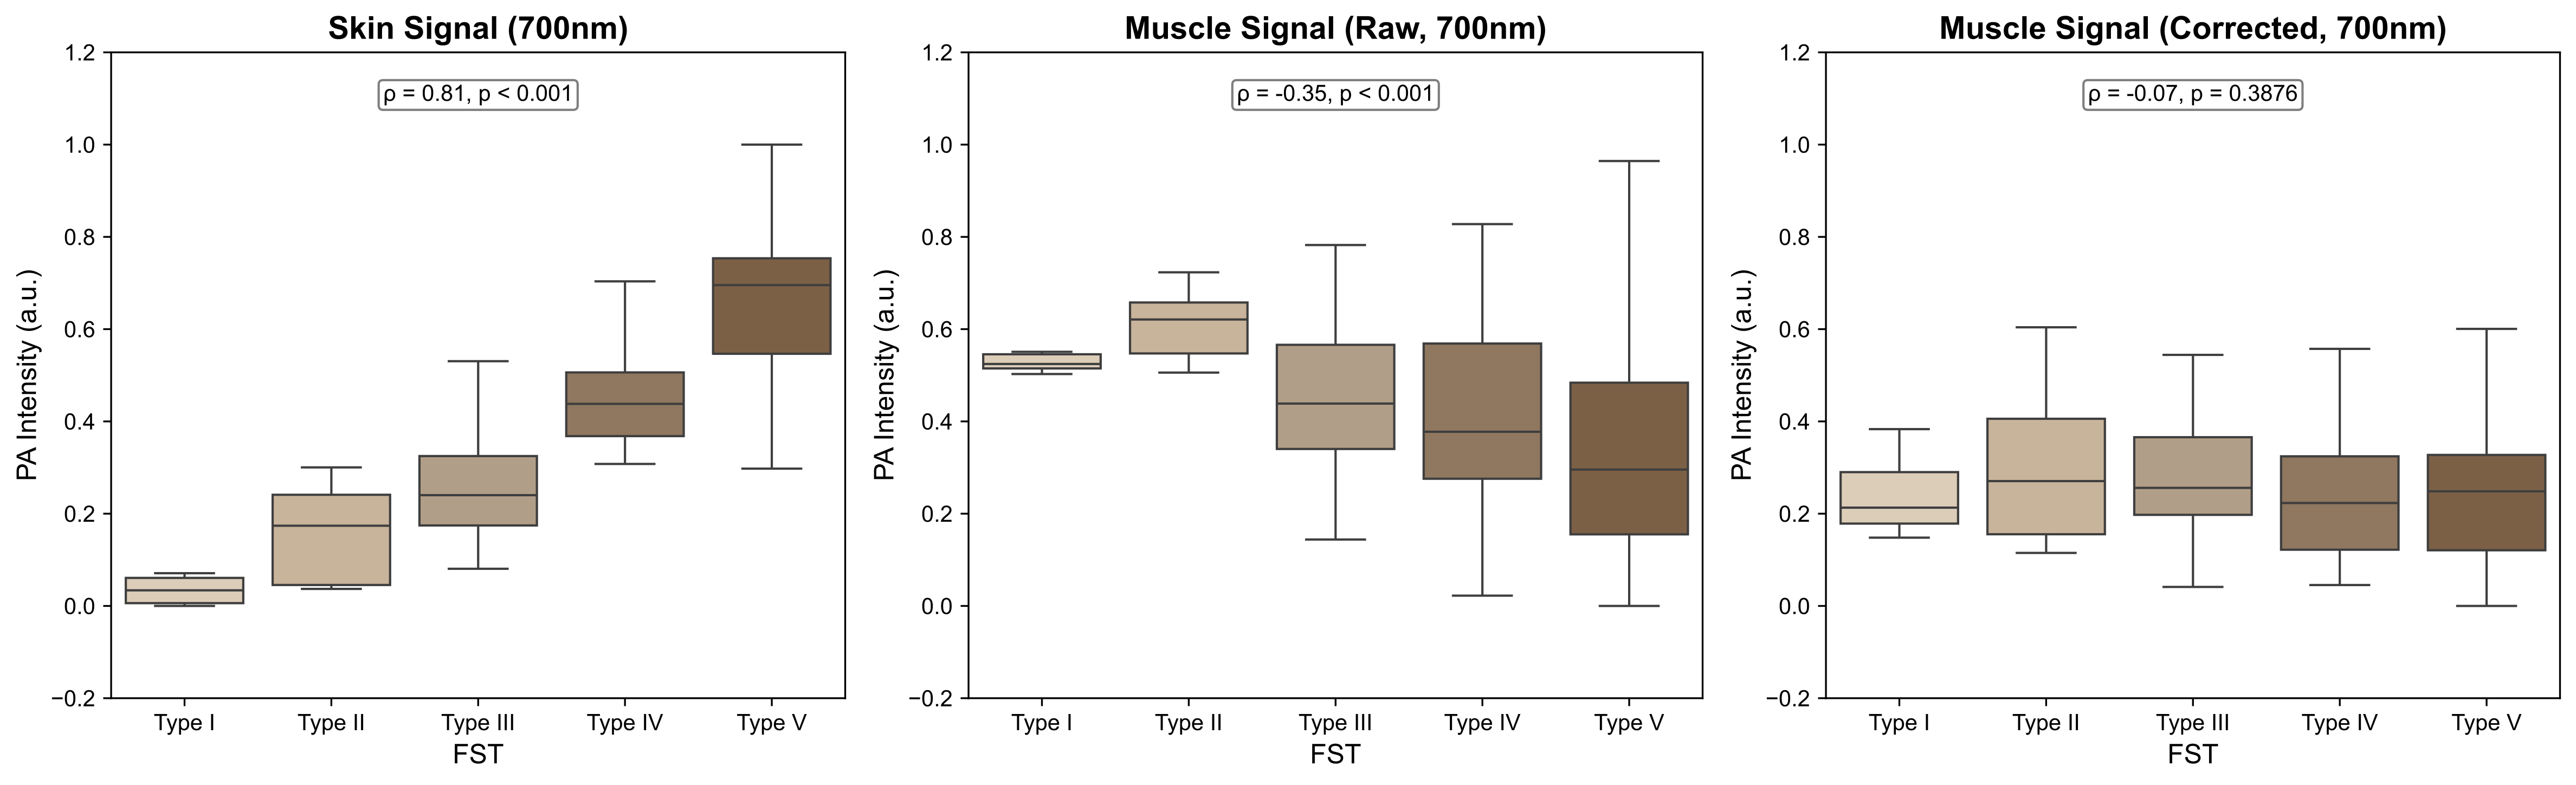 Skin Signal (700nm)
ρ = 0.81, p < 0.001
PA Intensity (a.u.)
1.2
1.0
0.8
0.6
0.4
0.2
0.0
−0.2
Type I Type II Type III Type IV Type V
FST
Muscle Signal (Raw, 700nm)
ρ = -0.35, p < 0.001
PA Intensity (a.u.)
1.2
1.0
0.8
0.6
0.4
0.2
0.0
−0.2
Type I Type II Type III Type IV Type V
FST
Muscle Signal (Corrected, 700nm)
ρ = -0.07, p = 0.3876
PA Intensity (a.u.)
1.2
1.0
0.8
0.6
0.4
0.2
0.0
−0.2
Type I Type II Type III Type IV Type V
FST